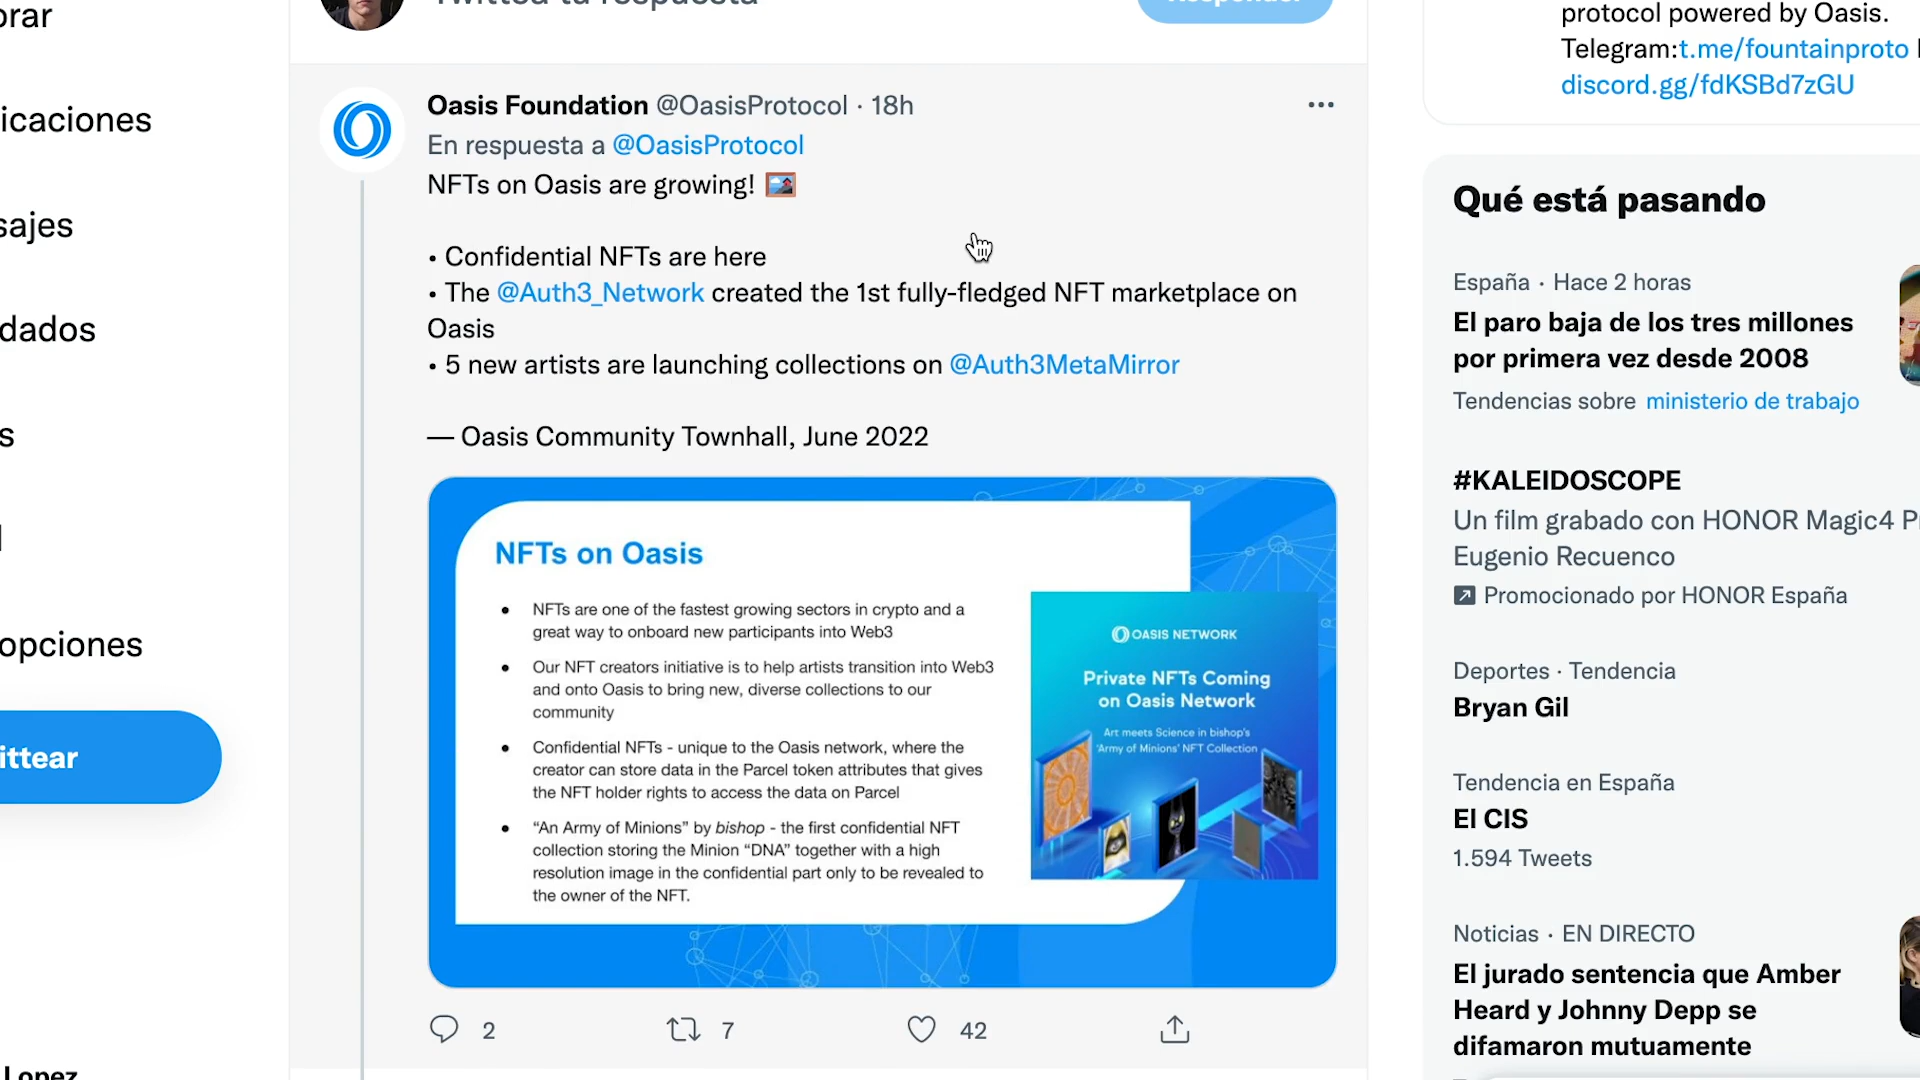 orar
icaciones
sajes
dados
s
opciones
ittear
Lopez
Twittea tu respuesta
Responder
Oasis Foundation @OasisProtocol · 18h
En respuesta a @OasisProtocol
NFTs on Oasis are growing!
• Confidential NFTs are here
• The @Auth3_Network created the 1st fully-fledged NFT marketplace on
Oasis
• 5 new artists are launching collections on @Auth3MetaMirror
— Oasis Community Townhall, June 2022
NFTs on Oasis
● NFTs are one of the fastest growing sectors in crypto and a
great way to onboard new participants into Web3
● Our NFT creators initiative is to help artists transition into Web3
and onto Oasis to bring new, diverse collections to our
community
● Confidential NFTs - unique to the Oasis network, where the
creator can store data in the Parcel token attributes that gives
the NFT holder rights to access the data on Parcel
● “An Army of Minions” by bishop - the first confidential NFT
collection storing the Minion “DNA” together with a high
resolution image in the confidential part only to be revealed to
the owner of the NFT.
OASIS NETWORK
Private NFTs Coming
on Oasis Network
Art meets Science in bishop's
'Army of Minions' NFT Collection
2 7 42
protocol powered by Oasis.
Telegram:t.me/fountainproto
discord.gg/fdKSBd7zGU
Qué está pasando
España · Hace 2 horas
El paro baja de los tres millones
por primera vez desde 2008
Tendencias sobre ministerio de trabajo
#KALEIDOSCOPE
Un film grabado con HONOR Magic4 P
Eugenio Recuenco
Promocionado por HONOR España
Deportes · Tendencia
Bryan Gil
Tendencia en España
El CIS
1.594 Tweets
Noticias · EN DIRECTO
El jurado sentencia que Amber
Heard y Johnny Depp se
difamaron mutuamente